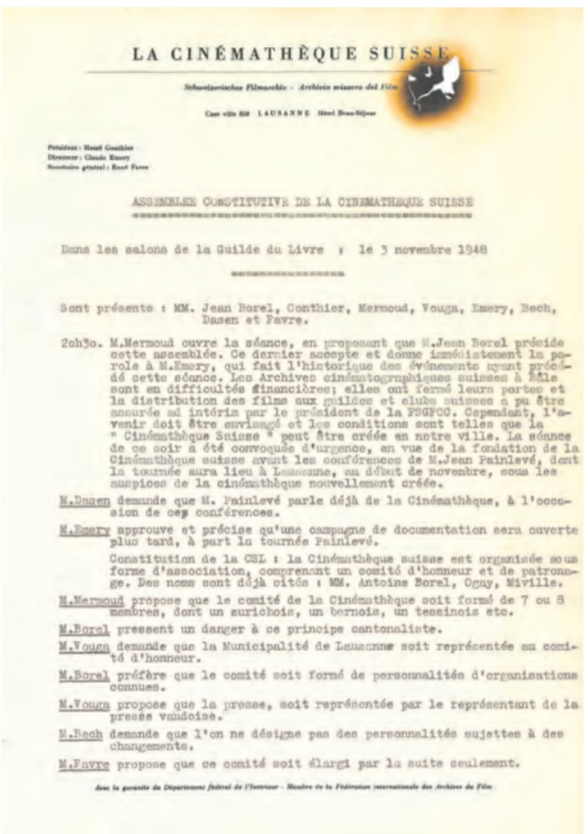 LA CINÉMATHÈQUE SUISSE
Schweizerisches Filmarchiv - Archivio svizzero del Film
Case ville 850 LAUSANNE Hôtel Beau-Séjour
Président : Henri Gonthier
Directeur : Claude Emery
Secrétaire général : René Favre
ASSEMBLEE CONSTITUTIVE DE LA CINEMATHEQUE SUISSE
Dans les salons de la Guilde du Livre : le 3 novembre 1948
Sont présents : MM. Jean Borel, Conthier, Mermoud, Vouga, Emery, Bech,
Dasen et Favre.
20h30. M.Mermoud ouvre la séance, en proposant que M.Jean Borel préside
cette assemblée. Ce dernier accepte et donne immédiatement la pa-
role à M.Emery, qui fait l'historique des événements ayant précé-
dé cette séance. Les Archives cinématographiques suisses à Bâle
sont en difficultés financières; elles ont fermé leurs portes et
la distribution des films aux guildes et clubs suisses a pu être
assurée ad intérim par le président de la FSGFCC. Cependant, l'a-
venir doit être envisagé et les conditions sont telles que la
" Cinémathèque Suisse " peut être créée en notre ville. La séance
de ce soir a été convoquée d'urgence, en vue de la fondation de la
Cinémathèque suisse avant les conférences de M.Jean Painlevé, dont
la tournée aura lieu à Lausanne, au début de novembre, sous les
auspices de la cinémathèque nouvellement créée.
M.Dasen demande que M. Painlevé parle déjà de la Cinémathèque, à l'occa-
sion de ces conférences.
M.Emery approuve et précise qu'une campagne de documentation sera ouverte
plus tard, à part la tournée Painlevé.
Constitution de la CSL : la Cinémathèque suisse est organisée sous
forme d'association, comprenant un comité d'honneur et de patrona-
ge. Des noms sont déjà cités : MM. Antoine Borel, Oguy, Miville.
M.Mermoud propose que le comité de la Cinémathèque soit formé de 7 ou 8
membres, dont un zurichois, un bernois, un tessinois etc.
M.Borel pressent un danger à ce principe cantonaliste.
M.Vouga demande que la Municipalité de Lausanne soit représentée au comi-
té d'honneur.
M.Borel préfère que le comité soit formé de personnalités d'organisations
connues.
M.Vouga propose que la presse, soit représentée par le représentant de la
presse vaudoise.
M.Bech demande que l'on ne désigne pas des personnalités sujettes à des
changements.
M.Favre propose que ce comité soit élargi par la suite seulement.
Avec la garantie du Département fédéral de l'Intérieur - Membre de la Fédération internationale des Archives du Film